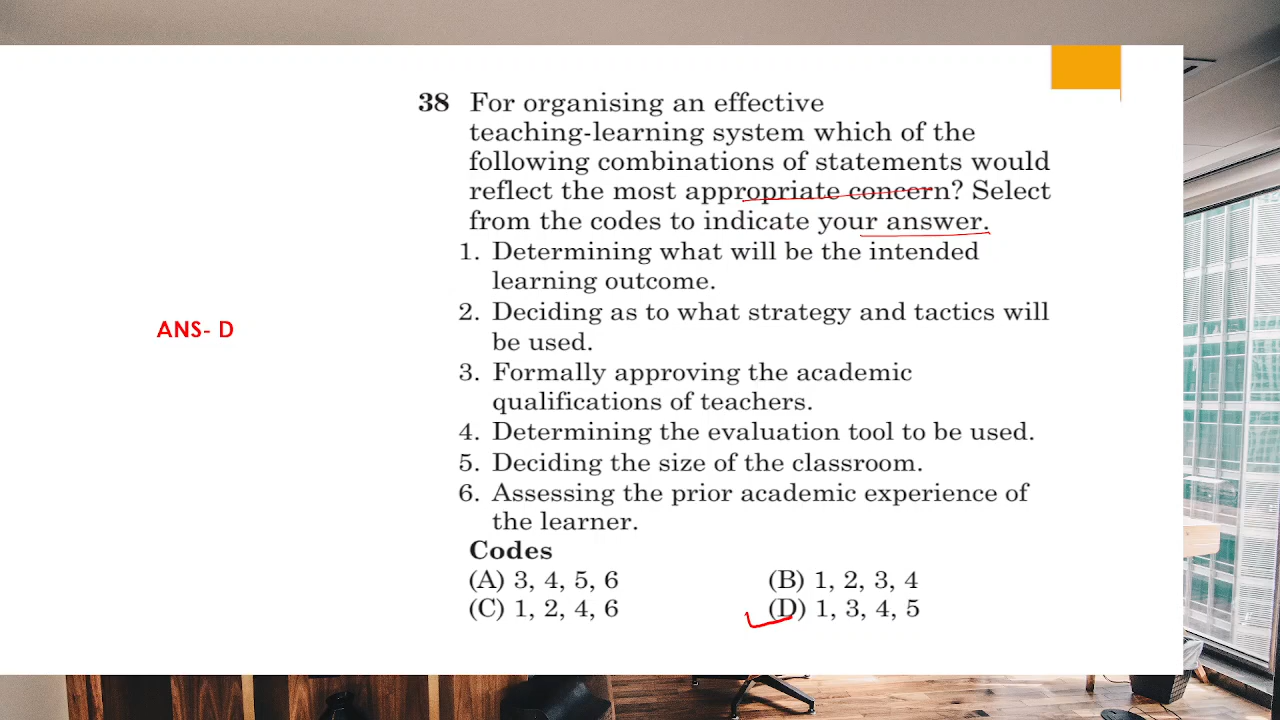 38 For organising an effective
teaching-learning system which of the
following combinations of statements would
reflect the most appropriate concern? Select
from the codes to indicate your answer.
1. Determining what will be the intended
learning outcome.
2. Deciding as to what strategy and tactics will
be used.
3. Formally approving the academic
qualifications of teachers.
4. Determining the evaluation tool to be used.
5. Deciding the size of the classroom.
6. Assessing the prior academic experience of
the learner.
Codes
(A) 3, 4, 5, 6 (B) 1, 2, 3, 4
(C) 1, 2, 4, 6 (D) 1, 3, 4, 5
ANS- D